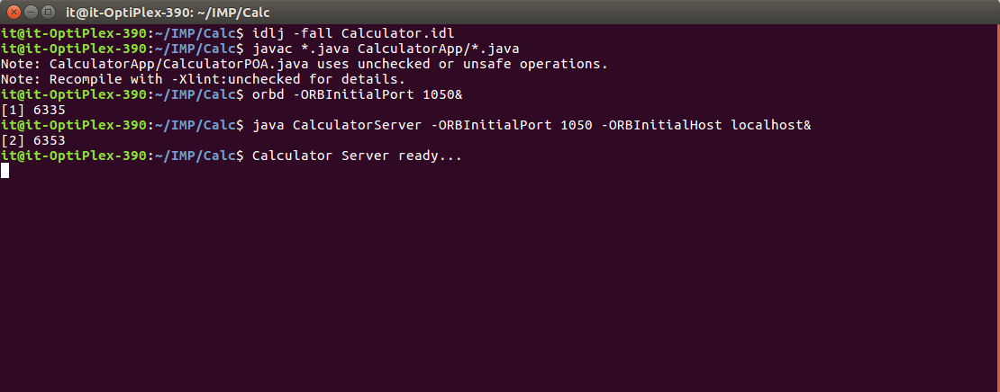 it@it-OptiPlex-390: ~/IMP/Calc
it@it-OptiPlex-390:~/IMP/Calc$ idlj -fall Calculator.idl
it@it-OptiPlex-390:~/IMP/Calc$ javac *.java CalculatorApp/*.java
Note: CalculatorApp/CalculatorPOA.java uses unchecked or unsafe operations.
Note: Recompile with -Xlint:unchecked for details.
it@it-OptiPlex-390:~/IMP/Calc$ orbd -ORBInitialPort 1050&
[1] 6335
it@it-OptiPlex-390:~/IMP/Calc$ java CalculatorServer -ORBInitialPort 1050 -ORBInitialHost localhost&
[2] 6353
it@it-OptiPlex-390:~/IMP/Calc$ Calculator Server ready...